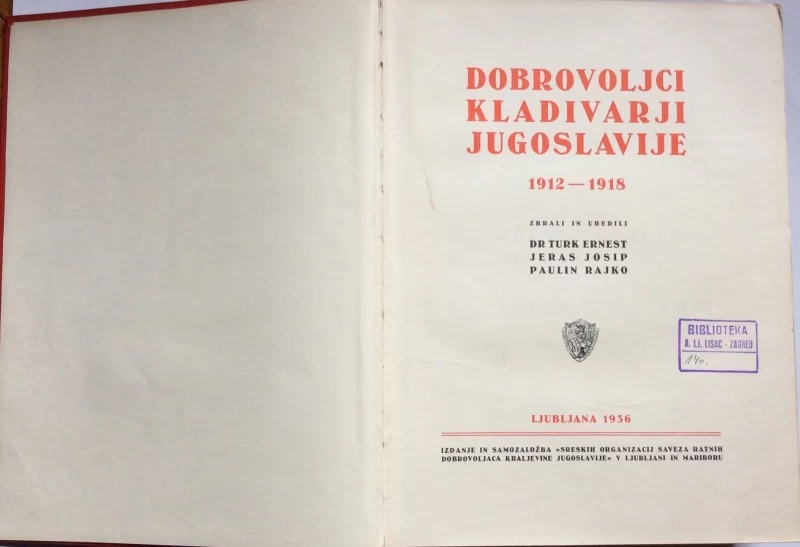 DOBROVOLJCI
KLADIVARJI
JUGOSLAVIJE
1912 — 1918
ZBRALI IN UREDILI
DR TURK ERNEST
JERAS JOSIP
PAULIN RAJKO
BIBLIOTEKA
A. LJ. LISAC - ZAGREB
140.
LJUBLJANA 1936
IZDANJE IN SAMOZALOŽBA »SRESKIH ORGANIZACIJ SAVEZA RATNIH
DOBROVOLJACA KRALJEVINE JUGOSLAVIJE« V LJUBLJANI IN MARIBORU